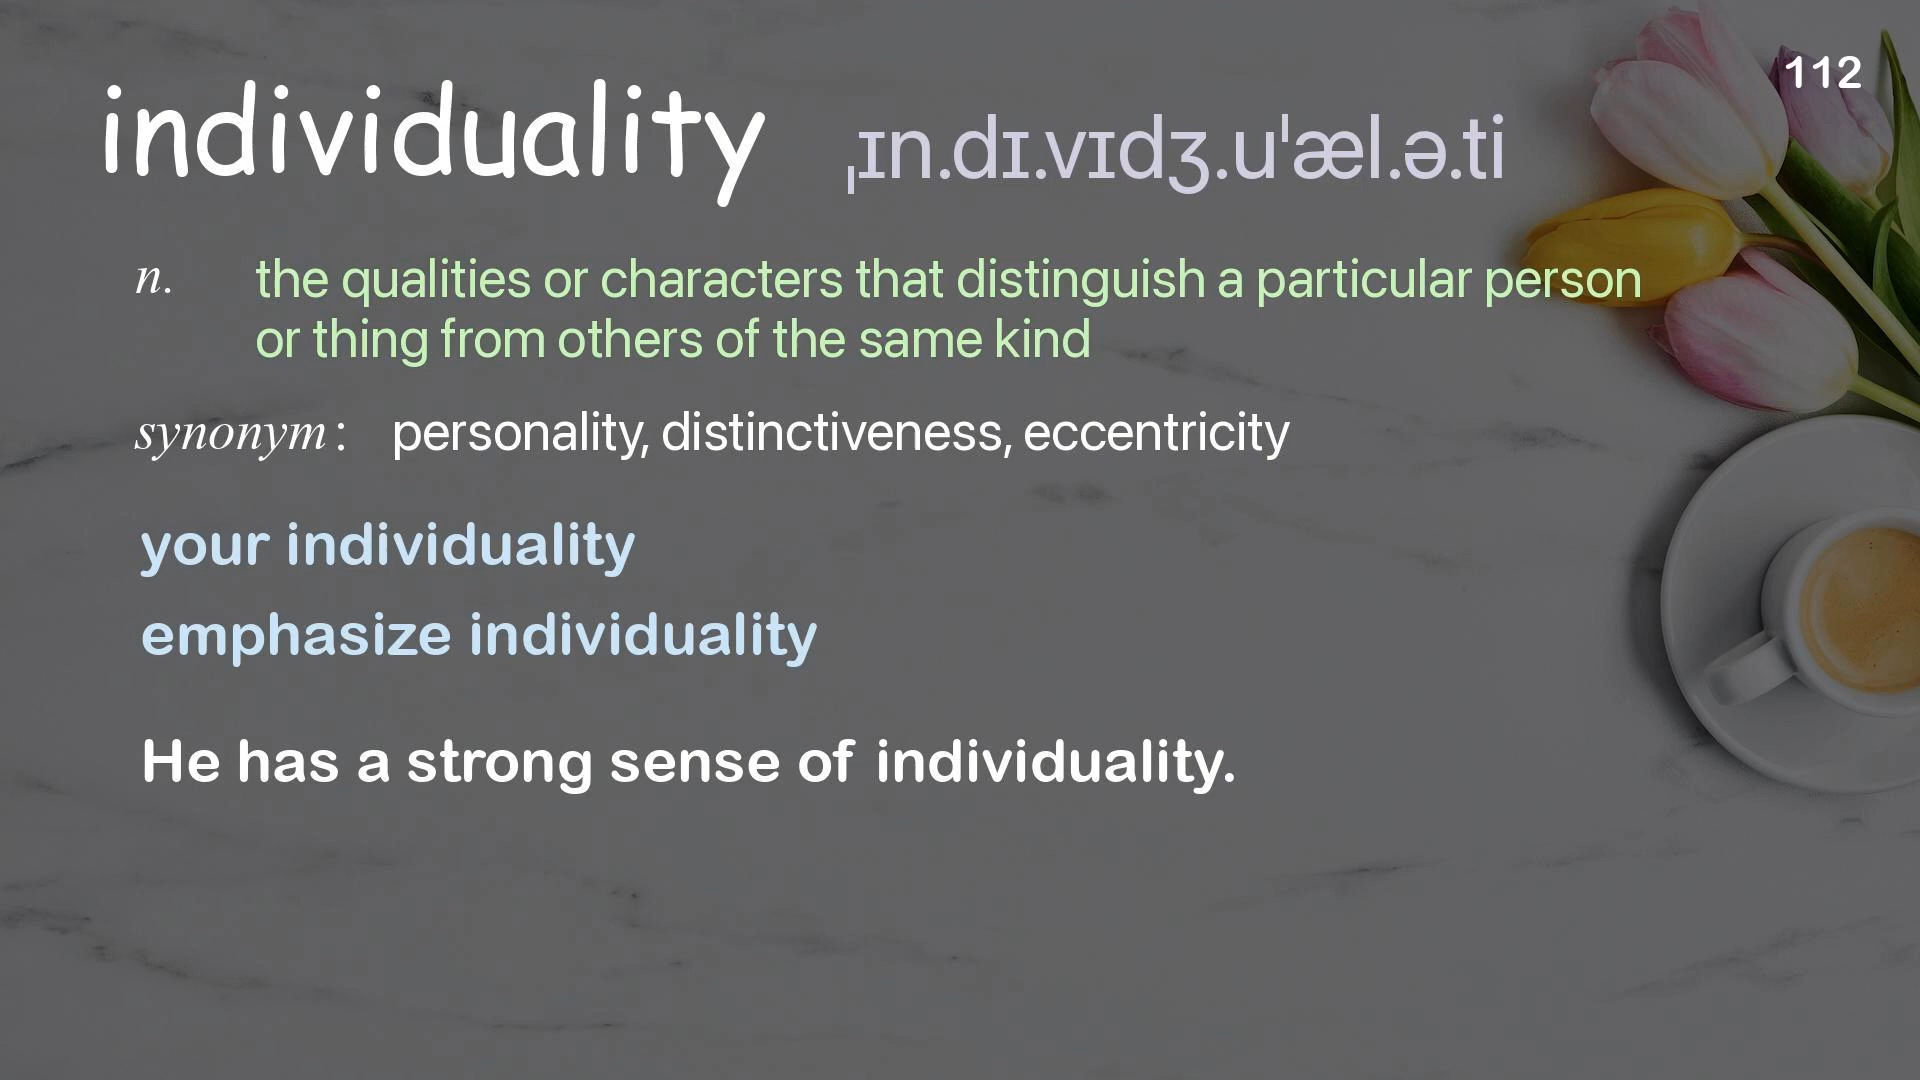 112
individuality ˌɪn.dɪ.vɪdʒ.uˈæl.ə.ti
n. the qualities or characters that distinguish a particular person
or thing from others of the same kind
synonym: personality, distinctiveness, eccentricity
your individuality
emphasize individuality
He has a strong sense of individuality.